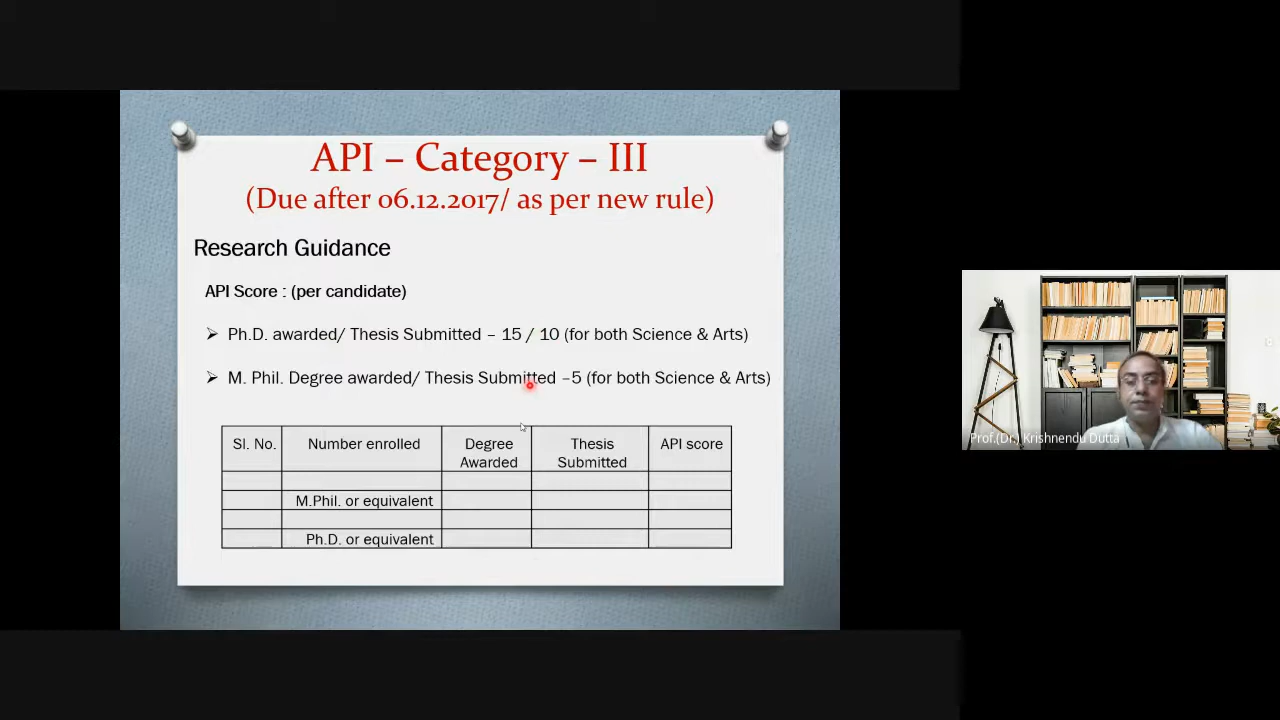 API – Category – III
(Due after 06.12.2017/ as per new rule)
Research Guidance
API Score : (per candidate)
➢ Ph.D. awarded/ Thesis Submitted – 15 / 10 (for both Science & Arts)
➢ M. Phil. Degree awarded/ Thesis Submitted –5 (for both Science & Arts)
Sl. No. Number enrolled Degree Awarded Thesis Submitted API score
M.Phil. or equivalent
Ph.D. or equivalent
Prof.(Dr.) Krishnendu Dutta